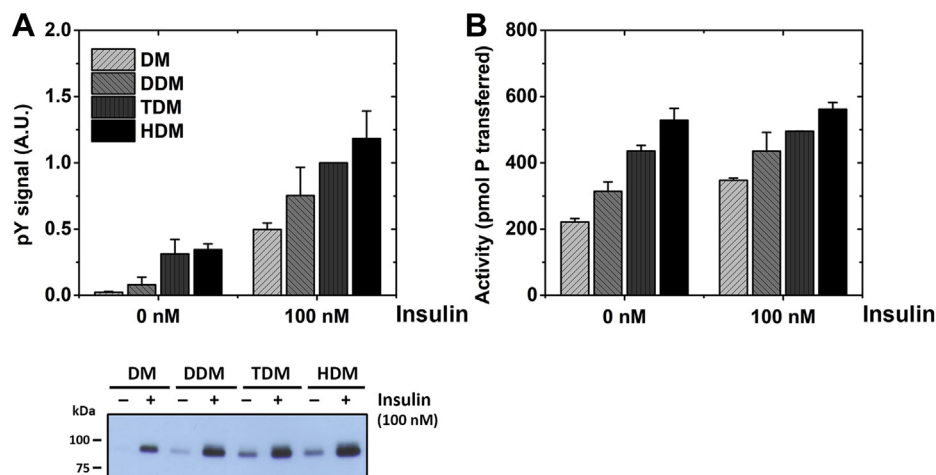 A
pY signal (A.U.)
2.0
1.5
1.0
0.5
0.0
DM
DDM
TDM
HDM
0 nM
100 nM
Insulin
B
Activity (pmol P transferred)
800
600
400
200
0
0 nM
100 nM
Insulin
DM DDM TDM HDM
– + – + – + – + Insulin
(100 nM)
kDa
100
75